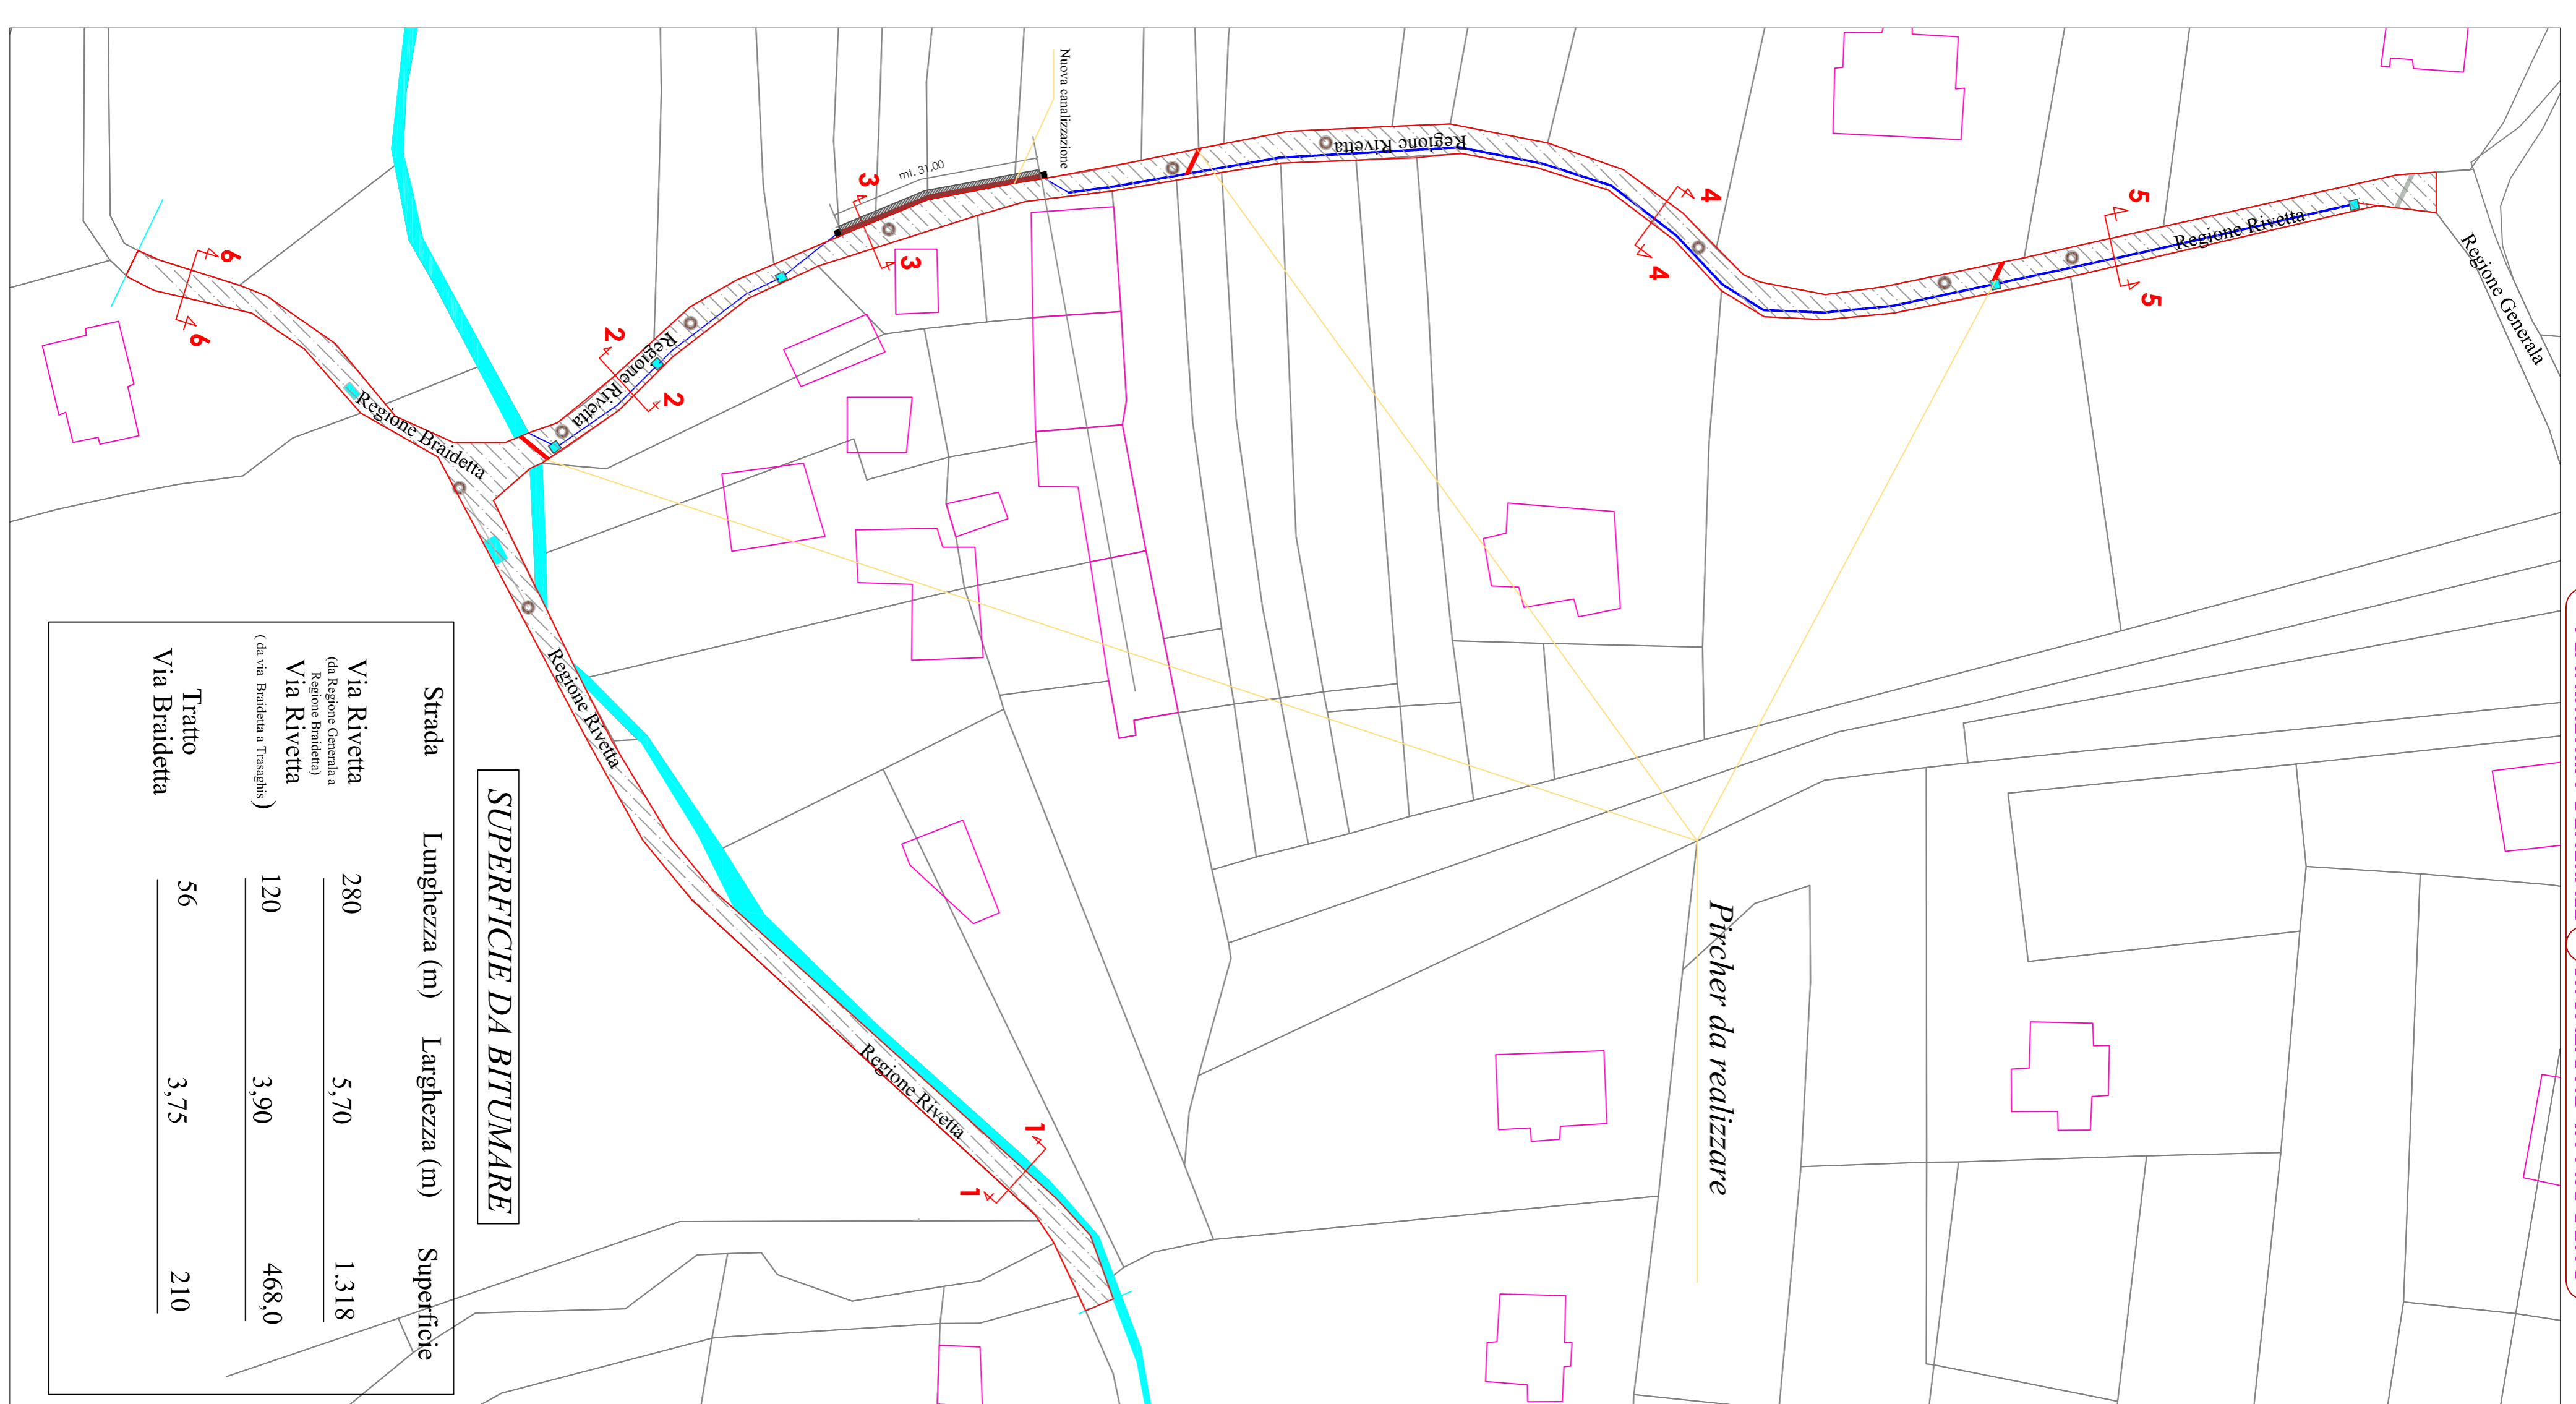 Nuova canalizzazione
mt. 31.00
Regione Rivetta
Regione Rivetta
Regione Generala
Regione Rivetta
Regione Braidetta
Regione Rivetta
Regione Rivetta
3
3
4
4
5
5
2
2
6
6
1
1
Pircher da realizzare
SUPERFICIE DA BITUMARE
Strada Lunghezza (m) Larghezza (m) Superficie
Via Rivetta 280 5,70 1.318
(da Regione Generala a
Regione Braidetta)
Via Rivetta 120 3,90 468,0
(da via Braidetta a Trasaghis)
Tratto 56 3,75 210
Via Braidetta